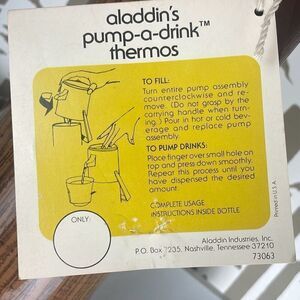 aladdin's
pump-a-drink™
thermos
TO FILL:
Turn entire pump assembly
counterclockwise and re-
move. (Do not grasp by the
carrying handle when turn-
ing.) Pour in hot or cold bev-
erage and replace pump
assembly.
TO PUMP DRINKS:
Place finger over small hole on
top and press down smoothly.
Repeat this process until you
have dispensed the desired
amount.
COMPLETE USAGE
INSTRUCTIONS INSIDE BOTTLE
ONLY:
Printed in U.S.A.
Aladdin Industries, Inc.
P.O. Box 7235, Nashville, Tennessee 37210
73063